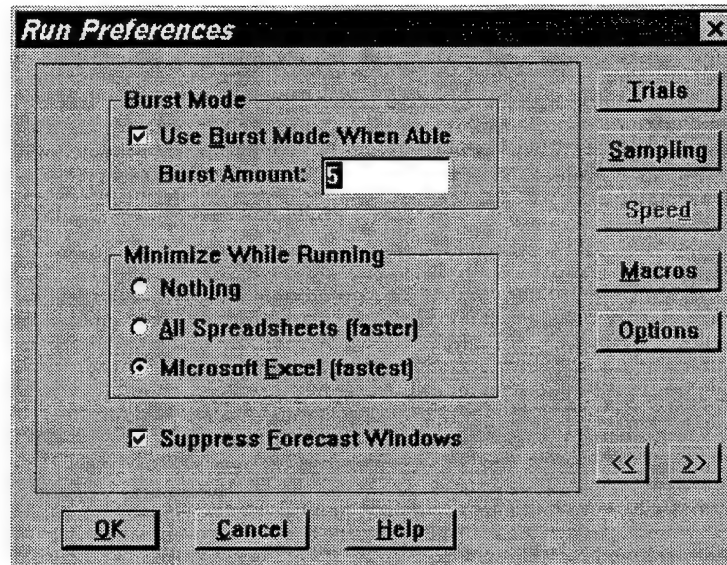 Run Preferences
Burst Mode
Use Burst Mode When Able
Burst Amount: 5
Minimize While Running
Nothing
All Spreadsheets (faster)
Microsoft Excel (fastest)
Suppress Forecast Windows
Trials
Sampling
Speed
Macros
Options
<< >>
OK Cancel Help